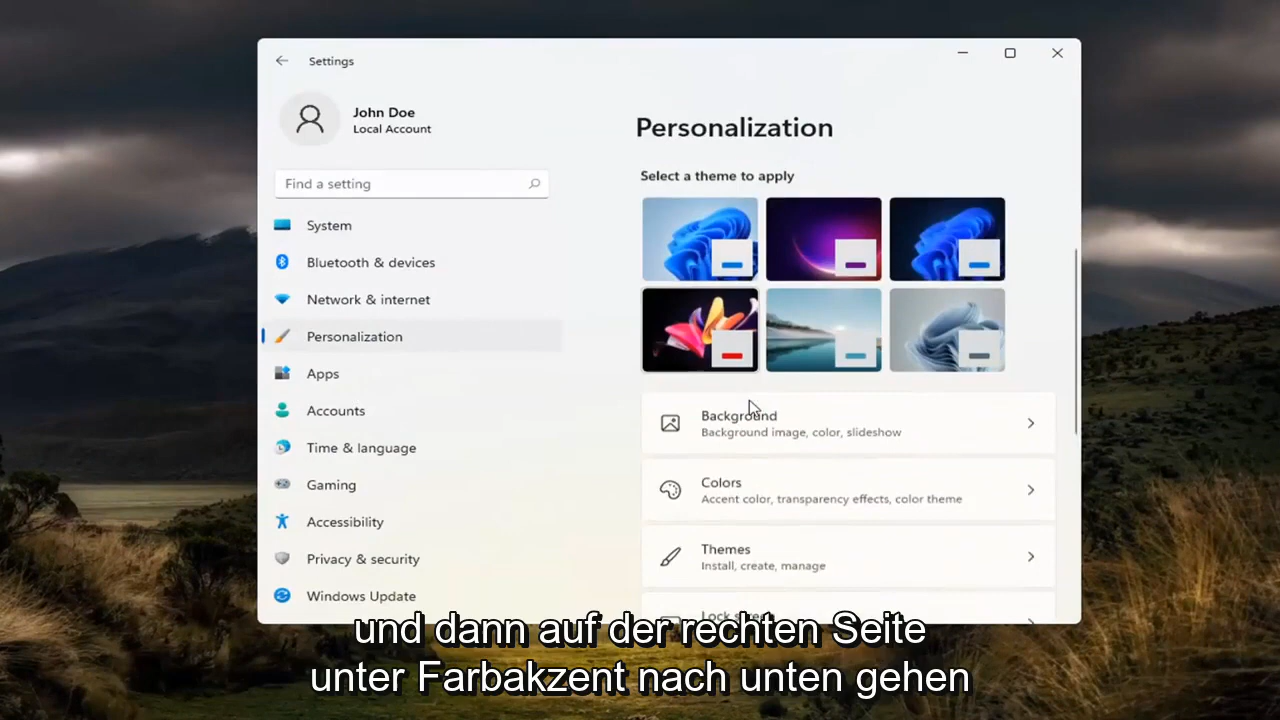 Settings
John Doe
Local Account
Find a setting
System
Bluetooth & devices
Network & internet
Personalization
Apps
Accounts
Time & language
Gaming
Accessibility
Privacy & security
Windows Update
Personalization
Select a theme to apply
Background
Background image, color, slideshow
Colors
Accent color, transparency effects, color theme
Themes
Install, create, manage
Lock screen
und dann auf der rechten Seite
unter Farbakzent nach unten gehen